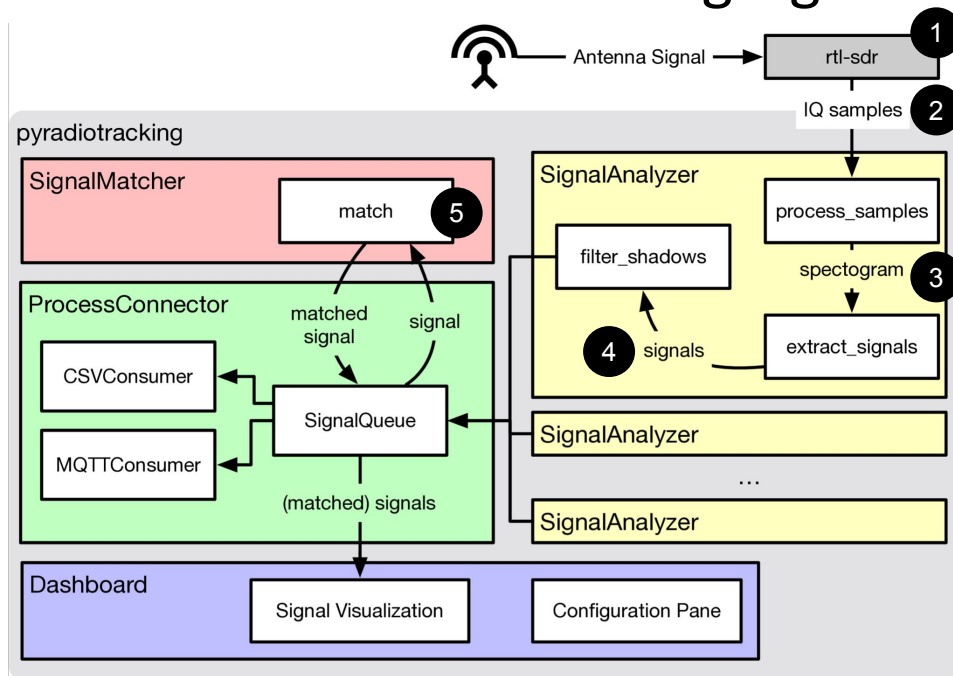 1
Antenna Signal
rtl-sdr
IQ samples
2
pyradiotracking
SignalMatcher
match
5
SignalAnalyzer
process_samples
filter_shadows
spectogram
3
4
signals
extract_signals
ProcessConnector
matched
signal
signal
CSVConsumer
SignalQueue
MQTTConsumer
(matched) signals
SignalAnalyzer
...
SignalAnalyzer
Dashboard
Signal Visualization
Configuration Pane